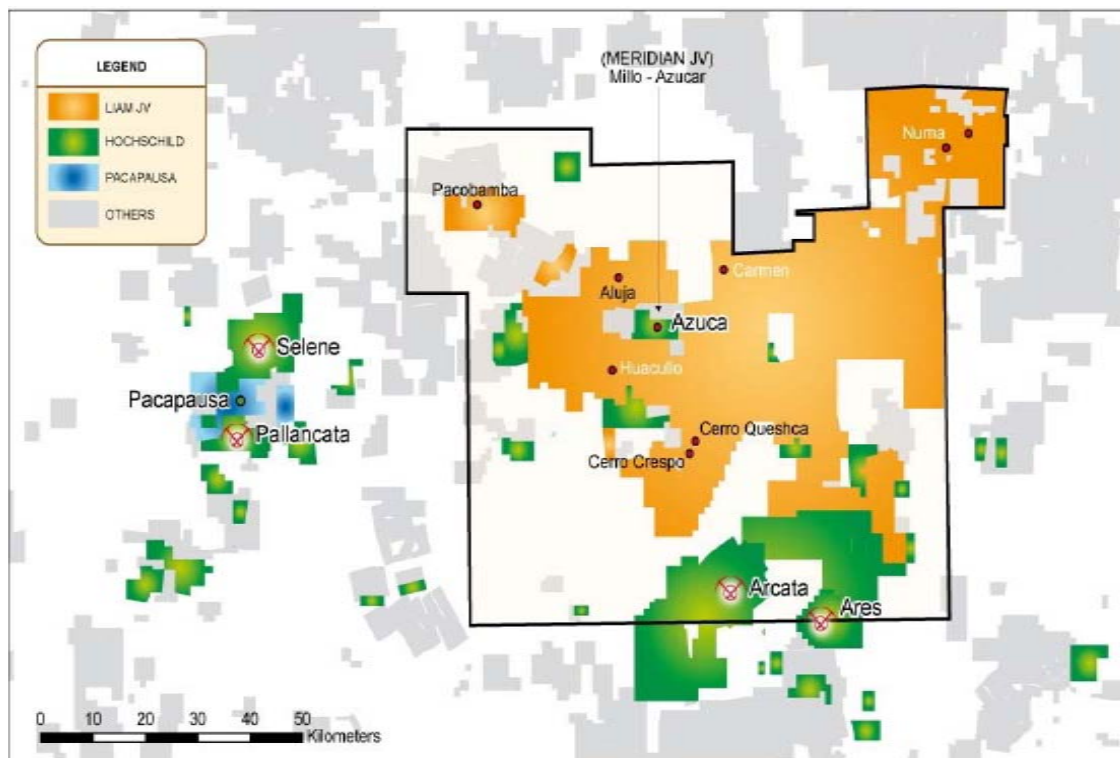 LEGEND
LIAM JV
HOCHSCHILD
PACAPAUSA
OTHERS
(MERIDIAN JV)
Millo - Azucar
Numa
Pacobamba
Carmen
Aluja
Azuca
Selene
Huacullo
Pacapausa
Pallancata
Cerro Queshca
Cerro Crespo
Arcata
Ares
0 10 20 30 40 50
Kilometers